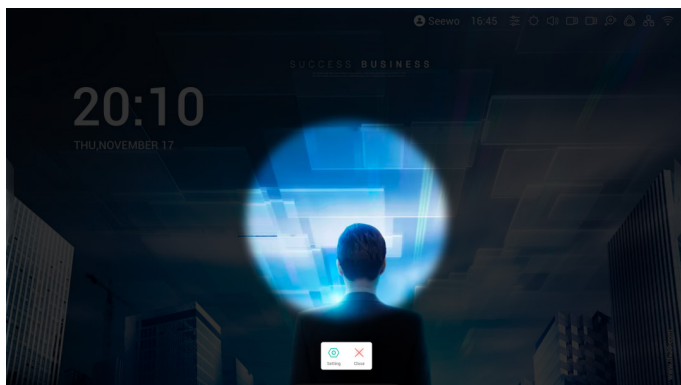 Seewo 16:45
SUCCESS BUSINESS
20:10
THU,NOVEMBER 17
Setting Close